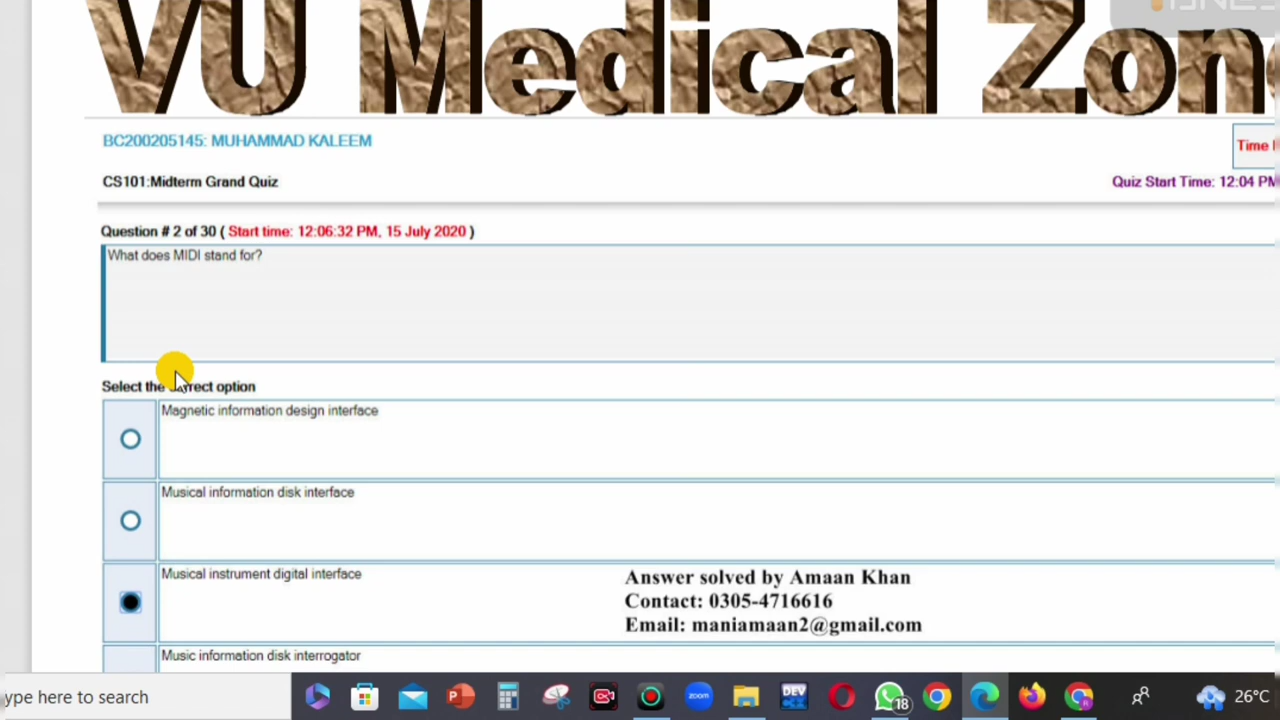 VU Medical Zon
BC200205145: MUHAMMAD KALEEM
Time
CS101:Midterm Grand Quiz
Quiz Start Time: 12:04 PM
Question # 2 of 30 ( Start time: 12:06:32 PM, 15 July 2020 )
What does MIDI stand for?
Select the correct option
Magnetic information design interface
Musical information disk interface
Musical instrument digital interface
Answer solved by Amaan Khan
Contact: 0305-4716616
Email: maniamaan2@gmail.com
Music information disk interrogator
ype here to search
DEV
zoom
18
26°C